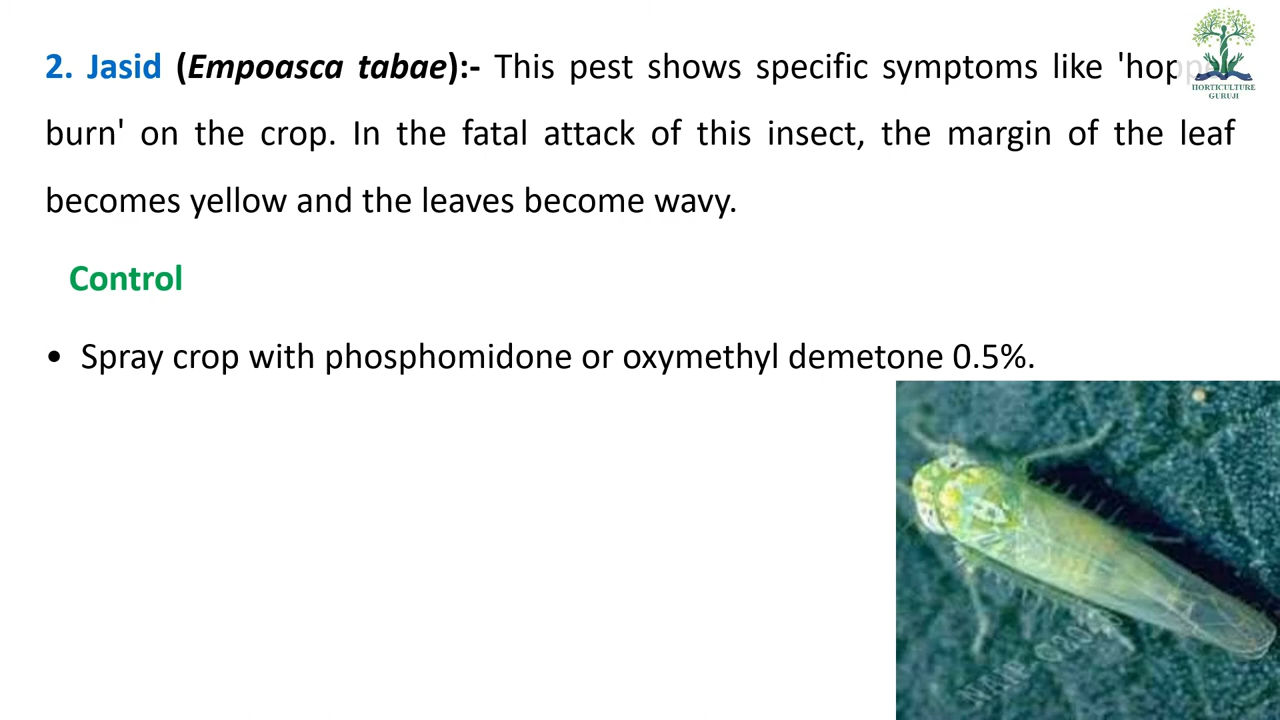 2. Jasid (Empoasca tabae):- This pest shows specific symptoms like 'hopper
burn' on the crop. In the fatal attack of this insect, the margin of the leaf
becomes yellow and the leaves become wavy.
HORTICULTURE
GURUJI
Control
• Spray crop with phosphomidone or oxymethyl demetone 0.5%.